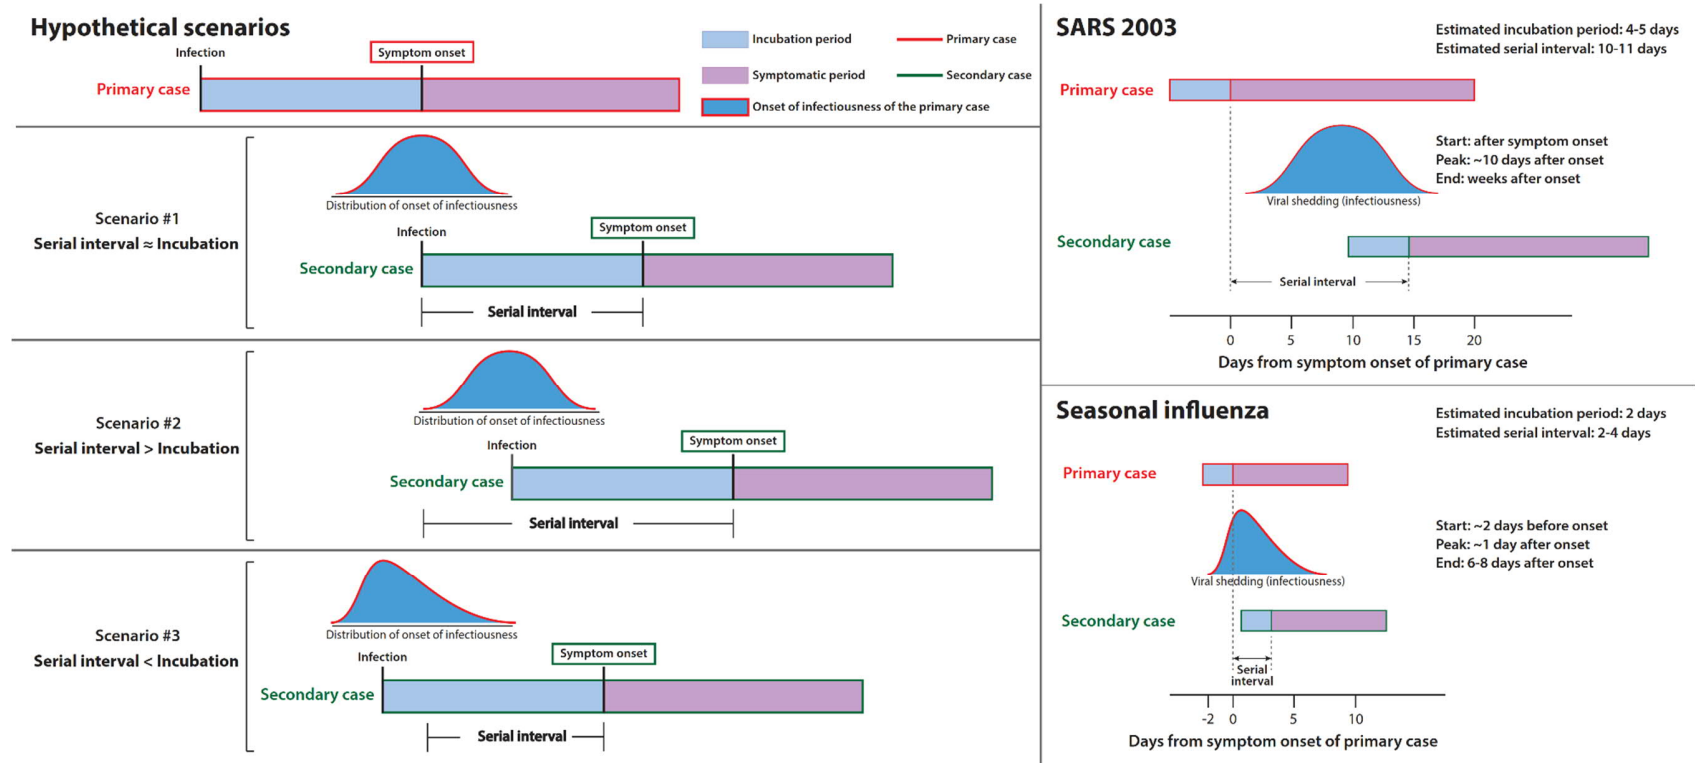 Hypothetical scenarios
Infection
Symptom onset
Primary case
Incubation period
Primary case
Symptomatic period
Secondary case
Onset of infectiousness of the primary case
Scenario #1
Serial interval ≈ Incubation
Distribution of onset of infectiousness
Infection
Symptom onset
Secondary case
Serial interval
Scenario #2
Serial interval > Incubation
Distribution of onset of infectiousness
Infection
Symptom onset
Secondary case
Serial interval
Scenario #3
Serial interval < Incubation
Distribution of onset of infectiousness
Infection
Symptom onset
Secondary case
Serial interval
SARS 2003
Estimated incubation period: 4-5 days
Estimated serial interval: 10-11 days
Primary case
Start: after symptom onset
Peak: ~10 days after onset
End: weeks after onset
Viral shedding (infectiousness)
Secondary case
Serial interval
0 5 10 15 20
Days from symptom onset of primary case
Seasonal influenza
Estimated incubation period: 2 days
Estimated serial interval: 2-4 days
Primary case
Start: ~2 days before onset
Peak: ~1 day after onset
End: 6-8 days after onset
Viral shedding (infectiousness)
Secondary case
Serial
interval
-2 0 5 10
Days from symptom onset of primary case